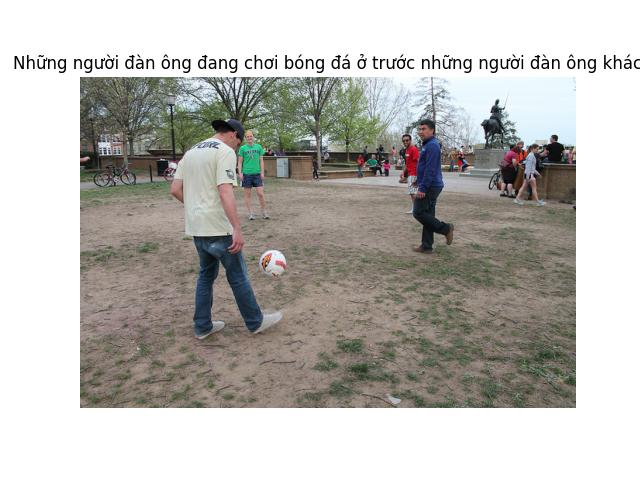 Những người đàn ông đang chơi bóng đá ở trước những người đàn ông khác